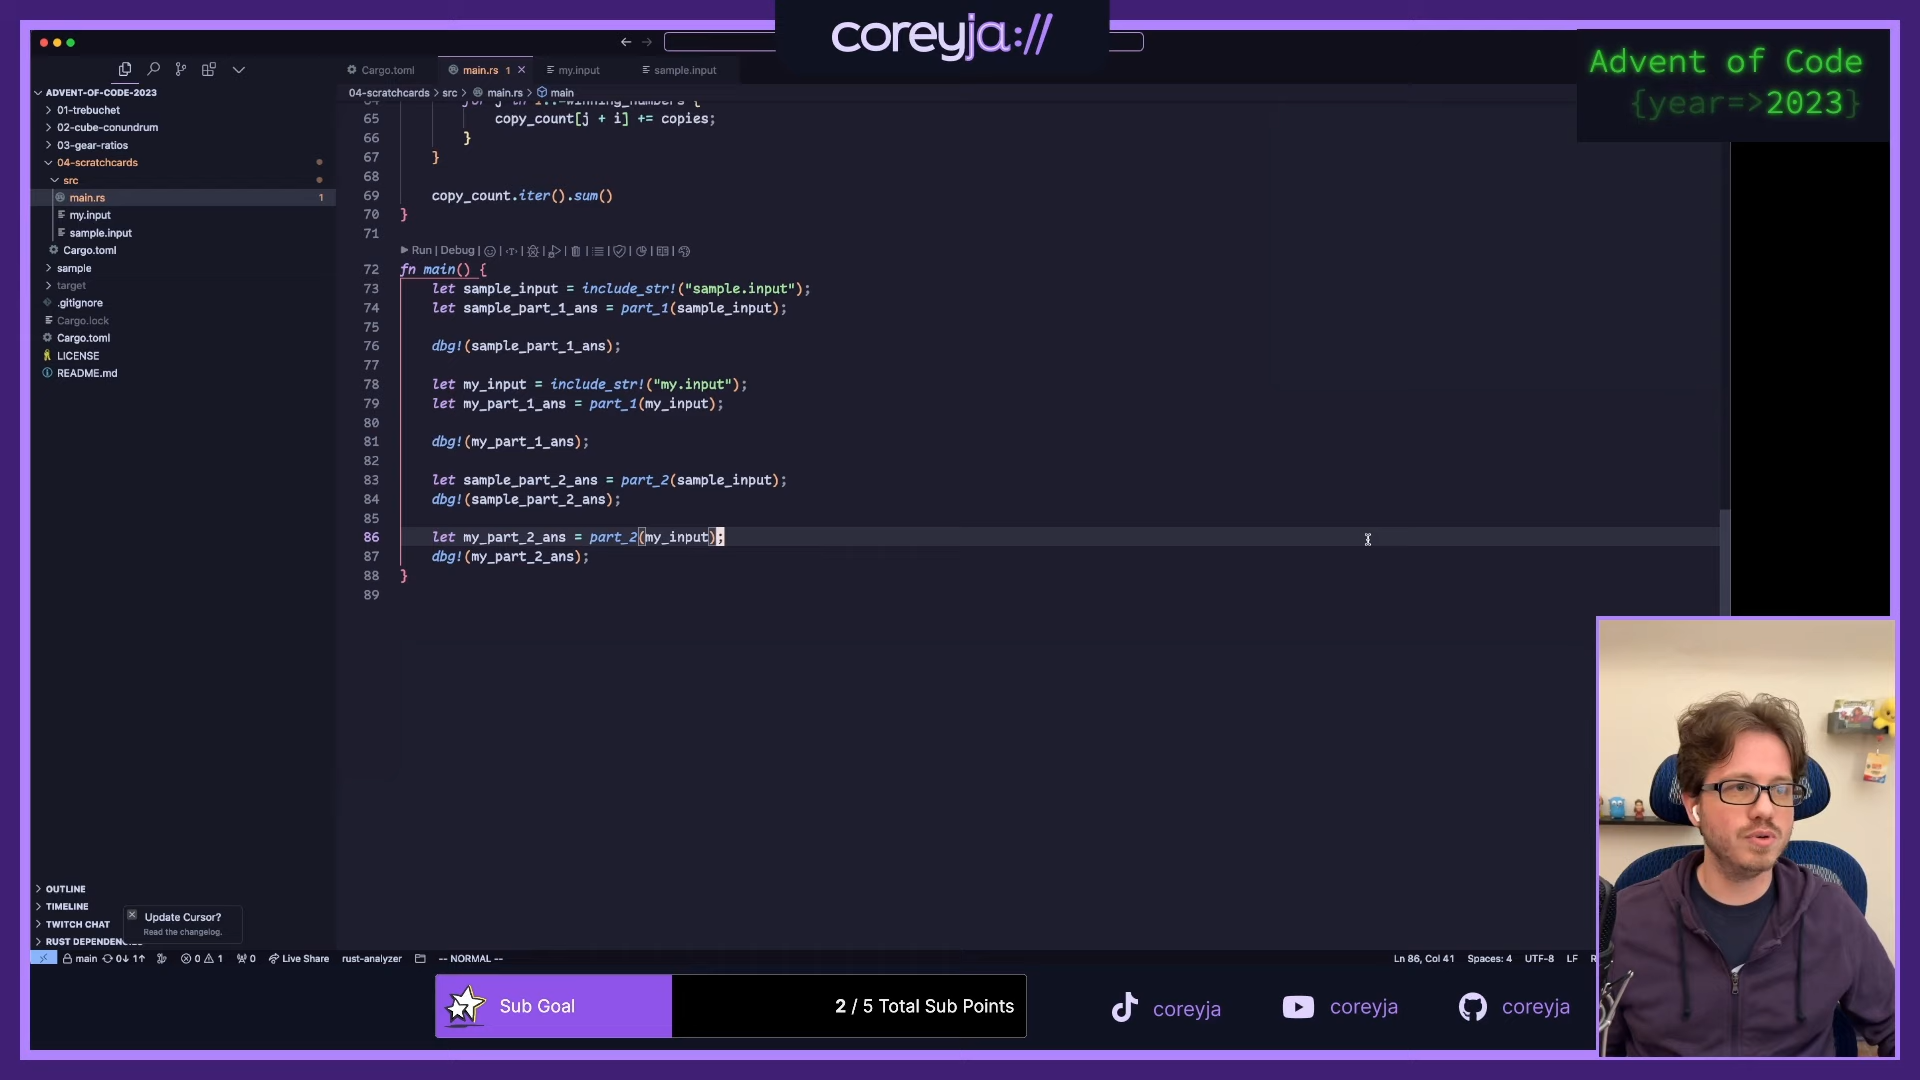 coreyja://
Advent of Code
{year=>2023}
Cargo.toml
main.rs 1
my.input
sample.input
04-scratchcards > src > main.rs > main
ADVENT-OF-CODE-2023
01-trebuchet
02-cube-conundrum
03-gear-ratios
04-scratchcards
src
main.rs 1
my.input
sample.input
Cargo.toml
sample
target
.gitignore
Cargo.lock
Cargo.toml
LICENSE
README.md
65 copy_count[j + i] += copies;
66 }
67 }
68
69 copy_count.iter().sum()
70 }
71
Run | Debug
72 fn main() {
73 let sample_input = include_str!("sample.input");
74 let sample_part_1_ans = part_1(sample_input);
75
76 dbg!(sample_part_1_ans);
77
78 let my_input = include_str!("my.input");
79 let my_part_1_ans = part_1(my_input);
80
81 dbg!(my_part_1_ans);
82
83 let sample_part_2_ans = part_2(sample_input);
84 dbg!(sample_part_2_ans);
85
86 let my_part_2_ans = part_2(my_input);
87 dbg!(my_part_2_ans);
88 }
89
OUTLINE
TIMELINE
TWITCH CHAT
RUST DEPENDENCIES
Update Cursor?
Read the changelog.
main 0↓ 1↑ 0 1 0 Live Share rust-analyzer -- NORMAL --
Ln 86, Col 41 Spaces: 4 UTF-8 LF
Sub Goal
2 / 5 Total Sub Points
coreyja
coreyja
coreyja